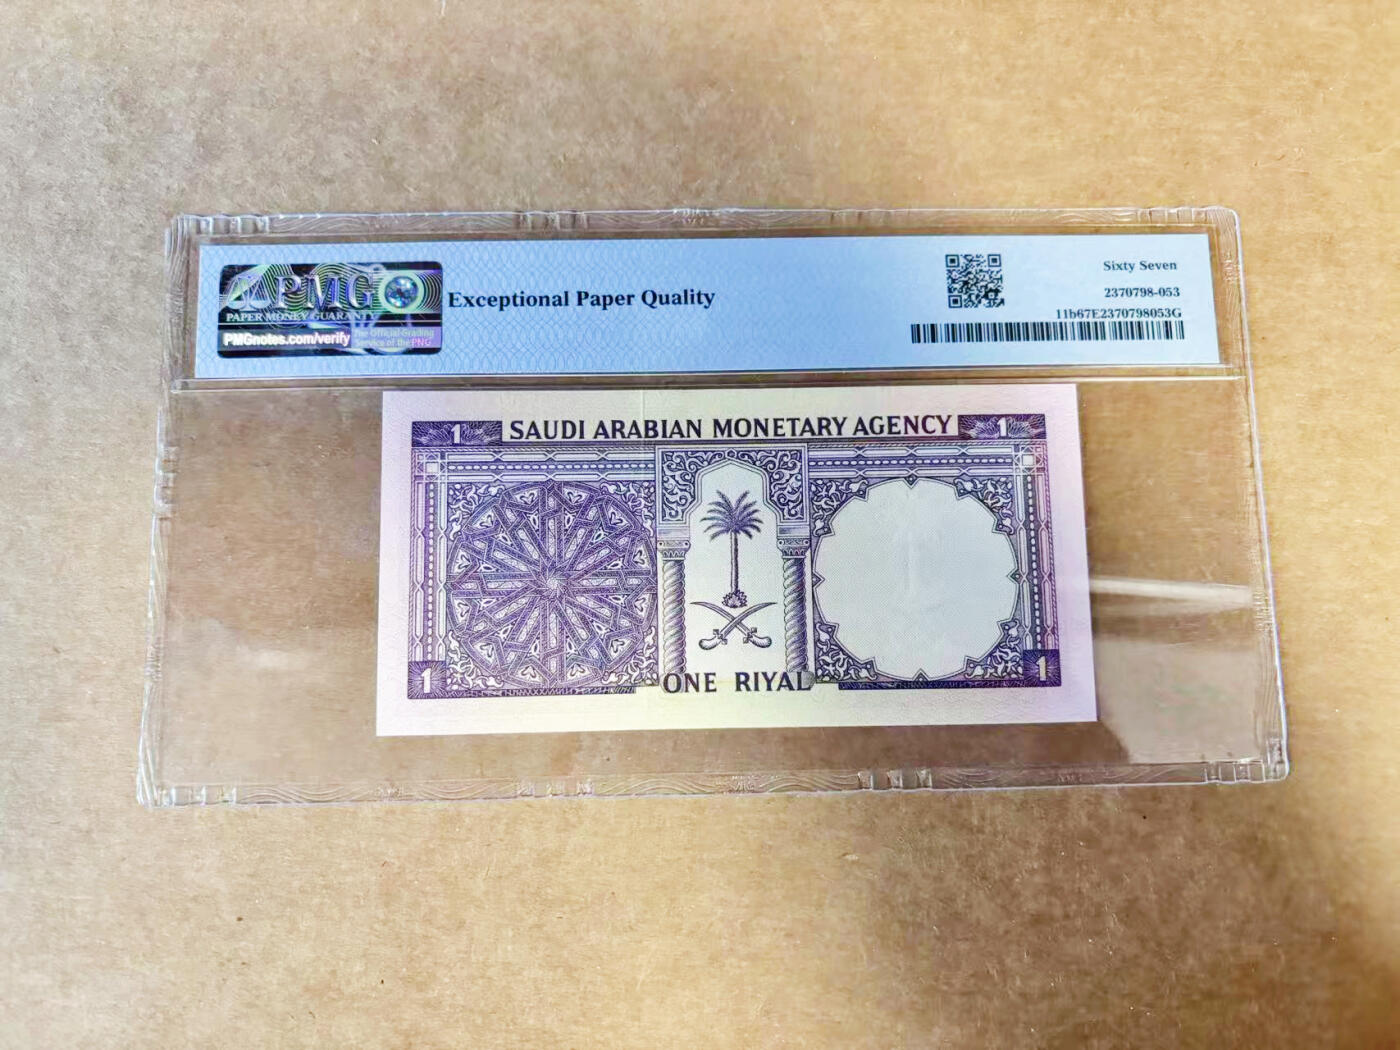 PMG
PAPER MONEY GUARANTY
PMGnotes.com/verify
The Official Grading
Service of the PNG
Exceptional Paper Quality
Sixty Seven
2370798-053
11b67E2370798053G
1 SAUDI ARABIAN MONETARY AGENCY 1
1 ONE RIYAL 1